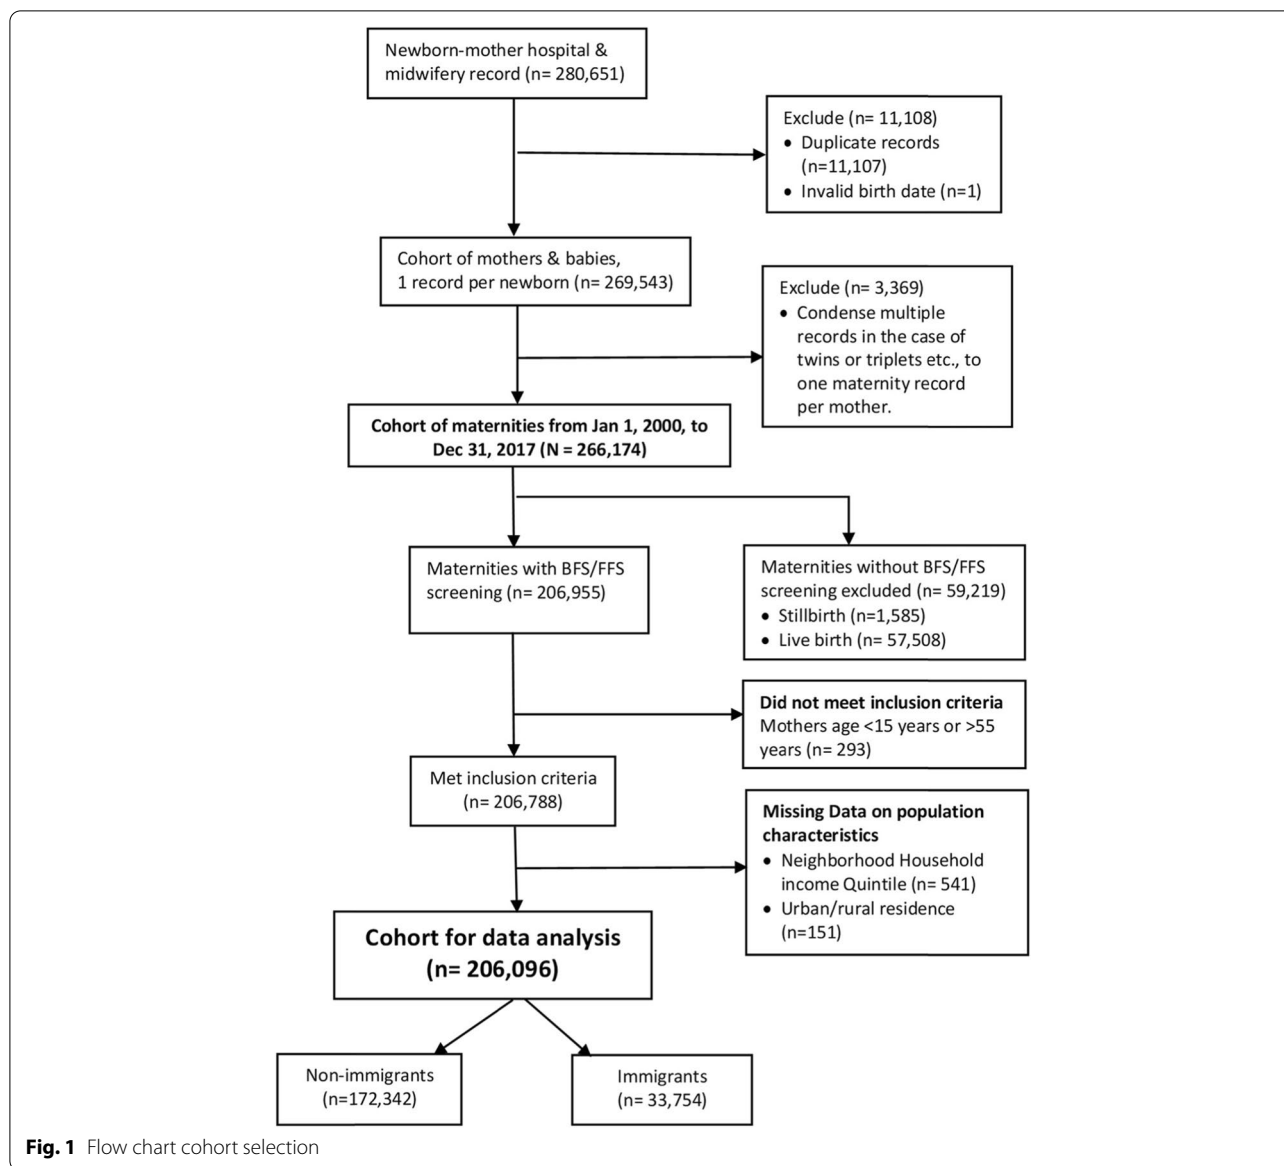 Newborn-mother hospital &
midwifery record (n= 280,651)
Exclude (n= 11,108)
• Duplicate records
(n=11,107)
• Invalid birth date (n=1)
Cohort of mothers & babies,
1 record per newborn (n= 269,543)
Exclude (n= 3,369)
• Condense multiple
records in the case of
twins or triplets etc., to
one maternity record
per mother.
Cohort of maternities from Jan 1, 2000, to
Dec 31, 2017 (N = 266,174)
Maternities with BFS/FFS
screening (n= 206,955)
Maternities without BFS/FFS
screening excluded (n= 59,219)
• Stillbirth (n=1,585)
• Live birth (n= 57,508)
Did not meet inclusion criteria
Mothers age <15 years or >55
years (n= 293)
Met inclusion criteria
(n= 206,788)
Missing Data on population
characteristics
• Neighborhood Household
income Quintile (n= 541)
• Urban/rural residence
(n=151)
Cohort for data analysis
(n= 206,096)
Non-immigrants
(n=172,342)
Immigrants
(n= 33,754)
Fig. 1 Flow chart cohort selection